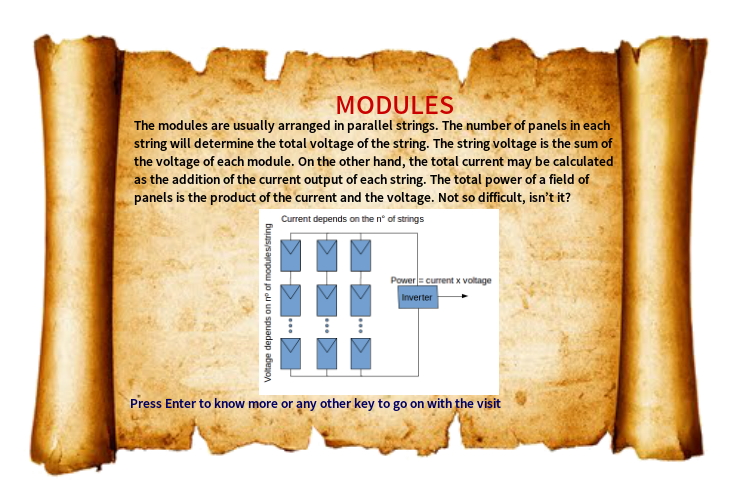 MODULES
The modules are usually arranged in parallel strings. The number of panels in each
string will determine the total voltage of the string. The string voltage is the sum of
the voltage of each module. On the other hand, the total current may be calculated
as the addition of the current output of each string. The total power of a field of
panels is the product of the current and the voltage. Not so difficult, isn’t it?
Current depends on the n° of strings
Voltage depends on nº of modules/string
Power = current x voltage
Inverter
Press Enter to know more or any other key to go on with the visit